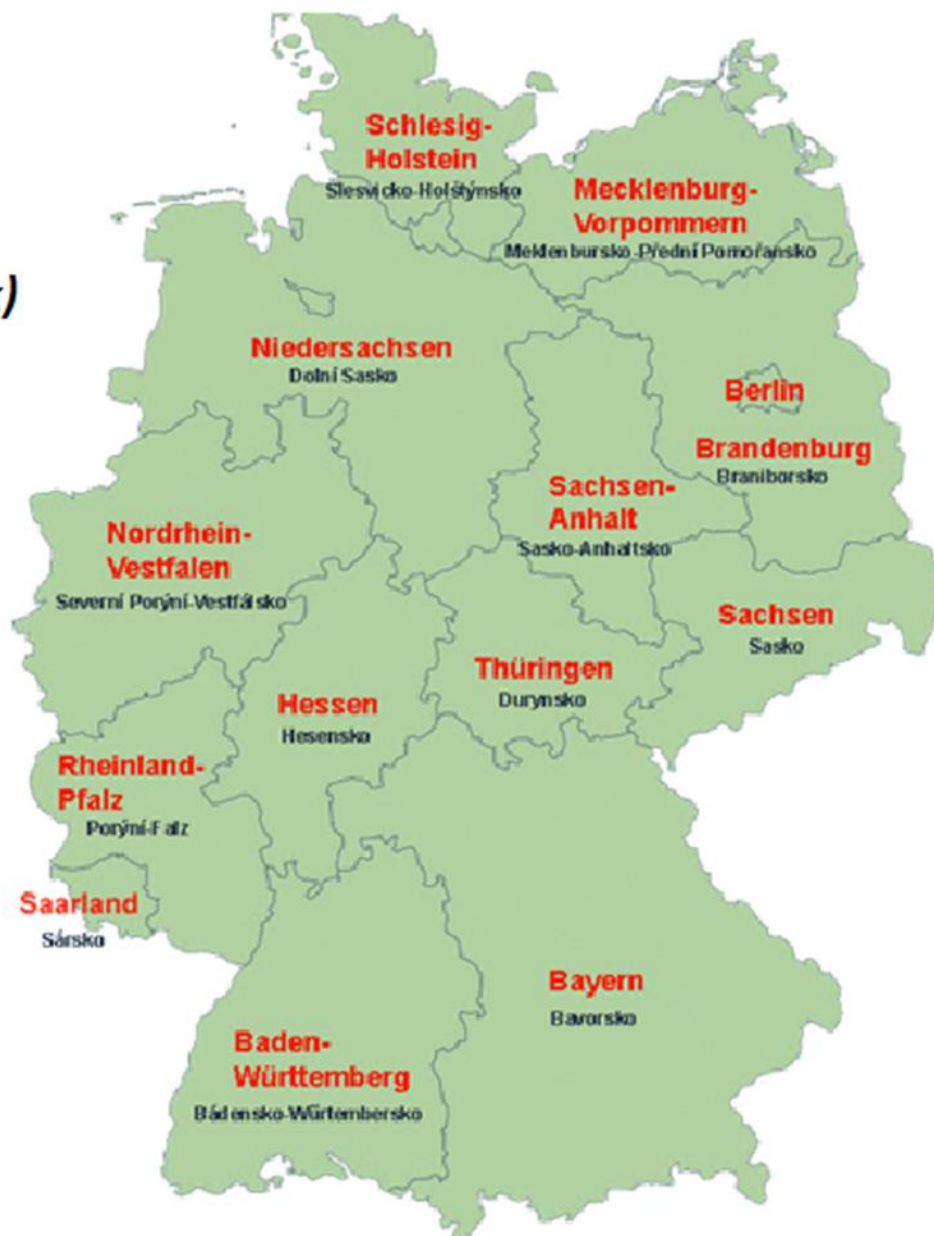 Schlesig-
Holstein
Slesvicko-Holštýnsko
Mecklenburg-
Vorpommern
Meklenbursko-Přední Pomořansko
)
Niedersachsen
Dolní Sasko
Berlin
Brandenburg
Braniborsko
Sachsen-
Anhalt
Sasko-Anhaltsko
Nordrhein-
Vestfalen
Severní Porýní-Vestfálsko
Sachsen
Sasko
Thüringen
Durynsko
Hessen
Hesensko
Rheinland-
Pfalz
Porýní-Falz
Saarland
Sársko
Bayern
Bavorsko
Baden-
Württemberg
Bádensko-Würtembersko